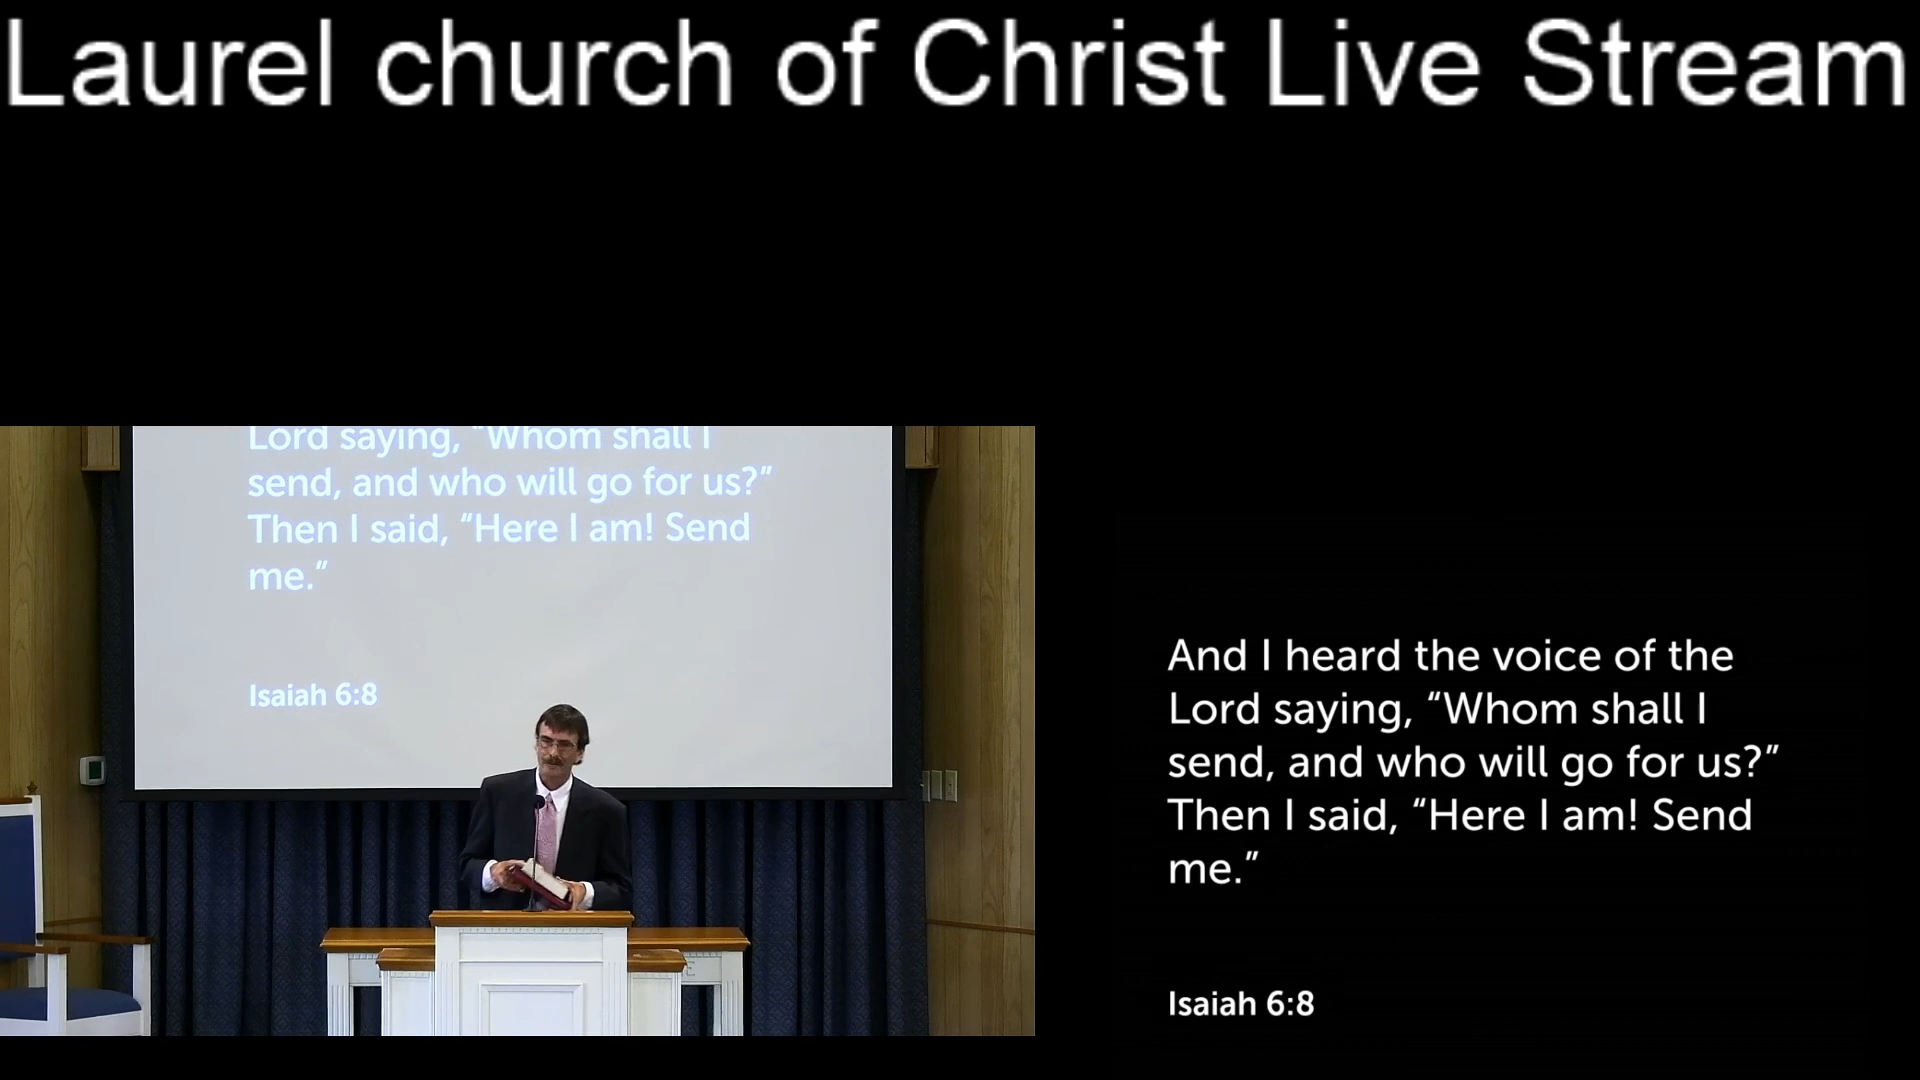 Laurel church of Christ Live Stream
Lord saying, “Whom shall I
send, and who will go for us?”
Then I said, “Here I am! Send
me.”
Isaiah 6:8
And I heard the voice of the
Lord saying, “Whom shall I
send, and who will go for us?”
Then I said, “Here I am! Send
me.”
Isaiah 6:8